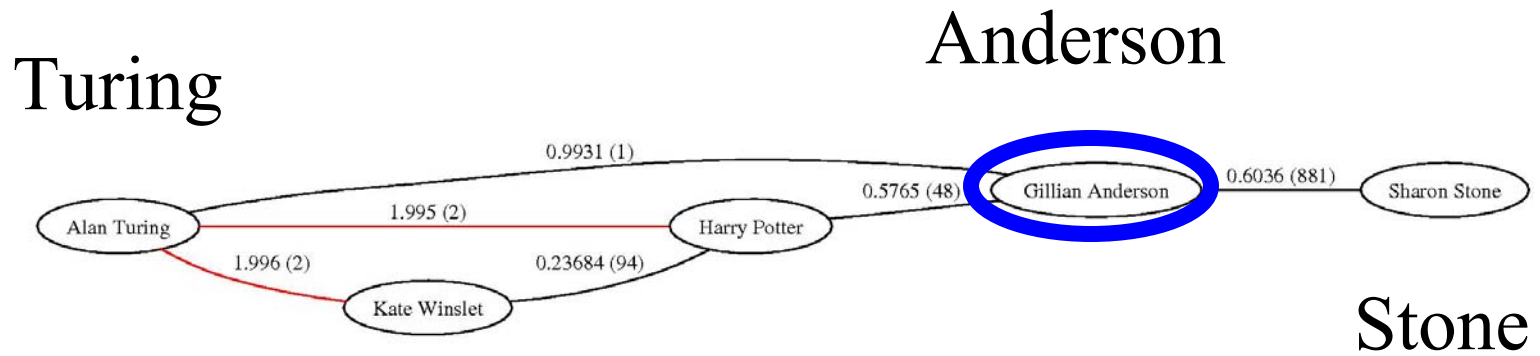 Anderson
Turing
0.9931 (1)
0.5765 (48)
0.6036 (881)
Gillian Anderson
Sharon Stone
1.995 (2)
Alan Turing
Harry Potter
1.996 (2)
0.23684 (94)
Kate Winslet
Stone